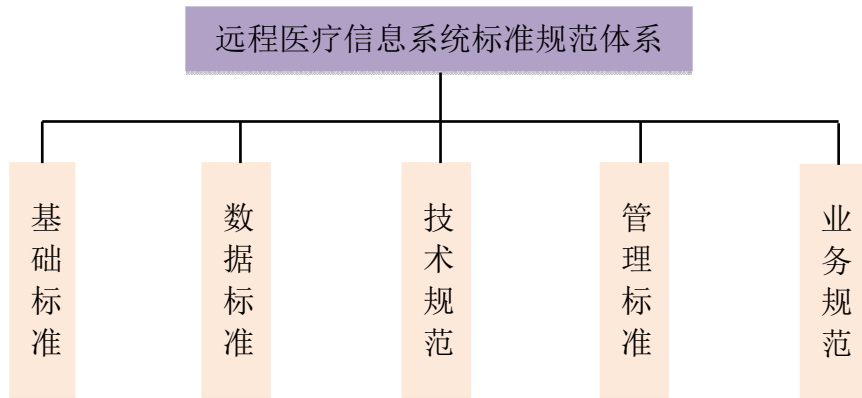 远程医疗信息系统标准规范体系
基础标准
数据标准
技术规范
管理标准
业务规范